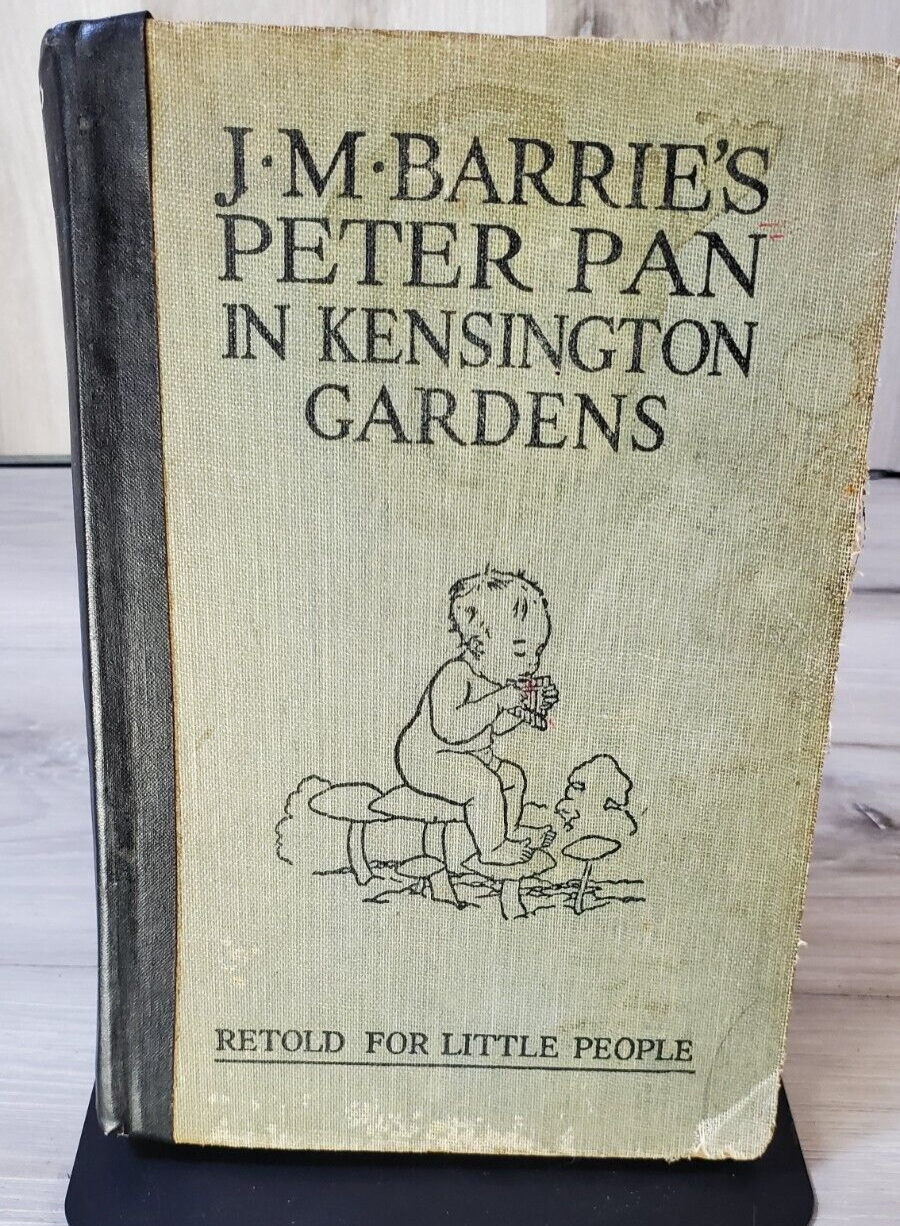 J·M·BARRIE'S
PETER PAN
IN KENSINGTON
GARDENS
RETOLD FOR LITTLE PEOPLE